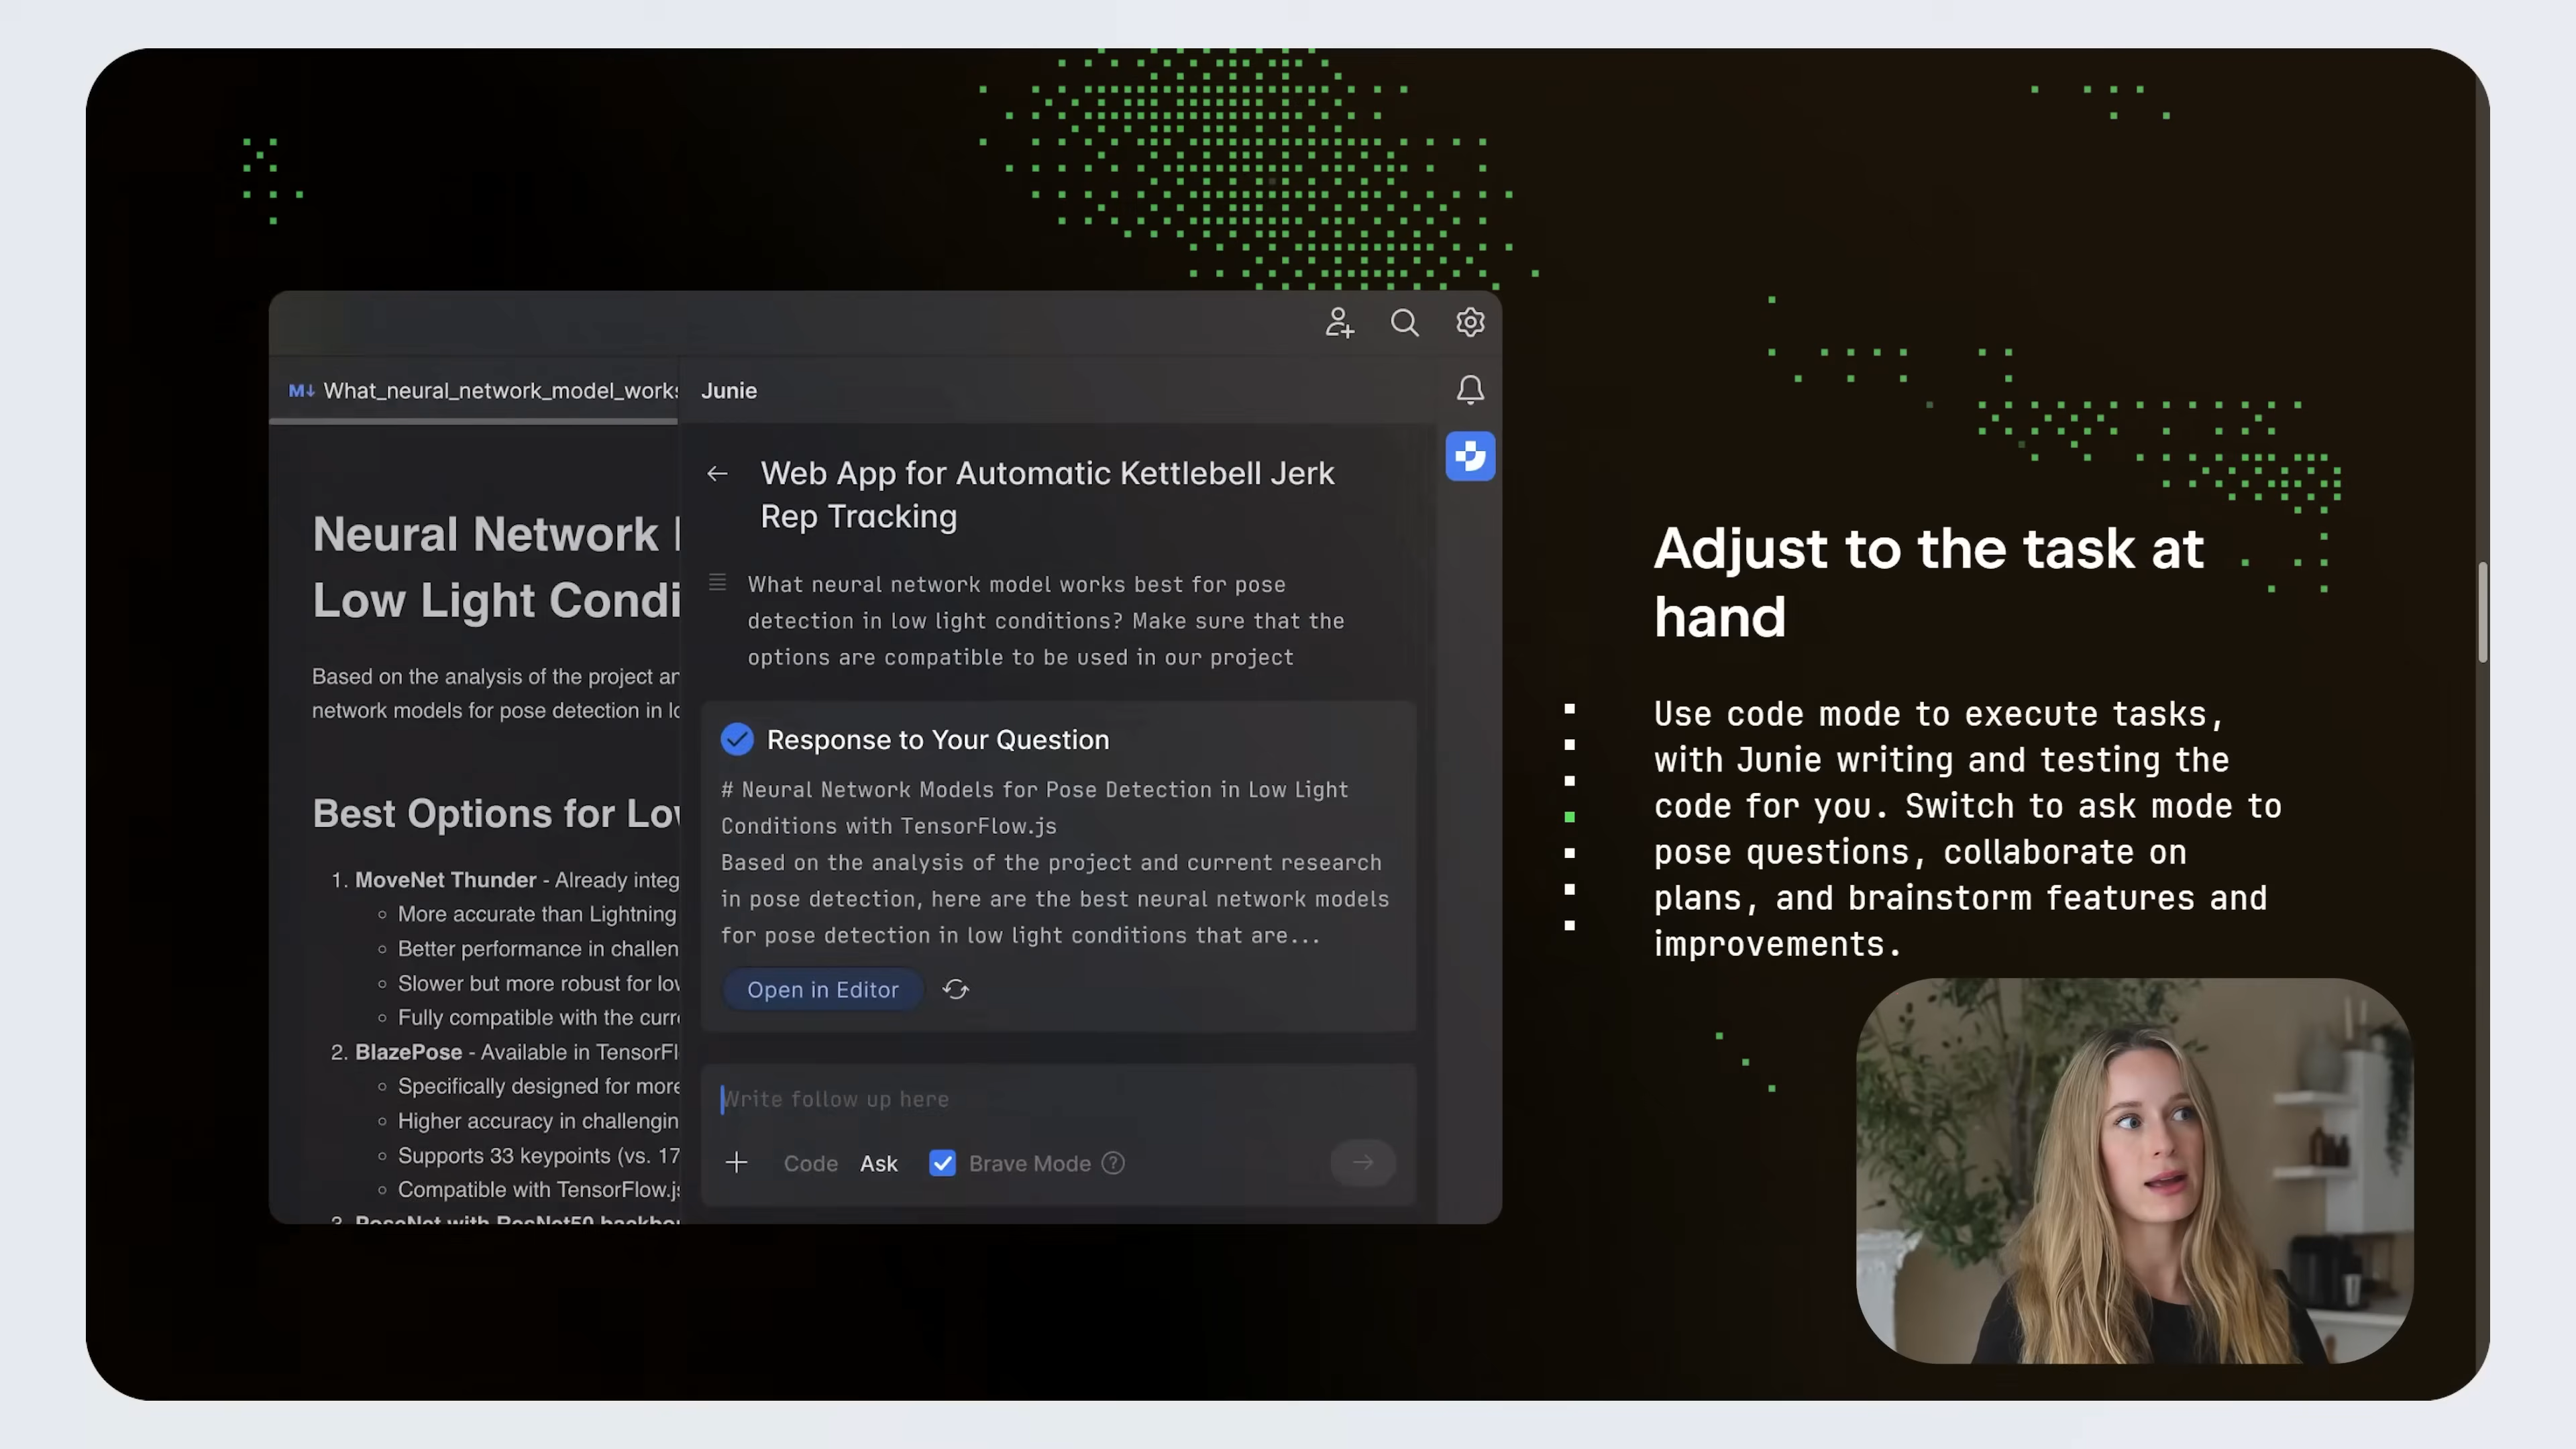 M↓ What_neural_network_model_works
Neural Network
Low Light Condi
Based on the analysis of the project an
network models for pose detection in lo
Best Options for Lo
1. MoveNet Thunder - Already integ
More accurate than Lightning
Better performance in challen
Slower but more robust for lo
Fully compatible with the curr
2. BlazePose - Available in TensorFl
Specifically designed for more
Higher accuracy in challengin
Supports 33 keypoints (vs. 17
Compatible with TensorFlow.js
3. PoseNet with ResNet50 backbo
Junie
Web App for Automatic Kettlebell Jerk
Rep Tracking
What neural network model works best for pose
detection in low light conditions? Make sure that the
options are compatible to be used in our project
Response to Your Question
# Neural Network Models for Pose Detection in Low Light
Conditions with TensorFlow.js
Based on the analysis of the project and current research
in pose detection, here are the best neural network models
for pose detection in low light conditions that are...
Open in Editor
Write follow up here
Code Ask Brave Mode ?
Adjust to the task at
hand
Use code mode to execute tasks,
with Junie writing and testing the
code for you. Switch to ask mode to
pose questions, collaborate on
plans, and brainstorm features and
improvements.